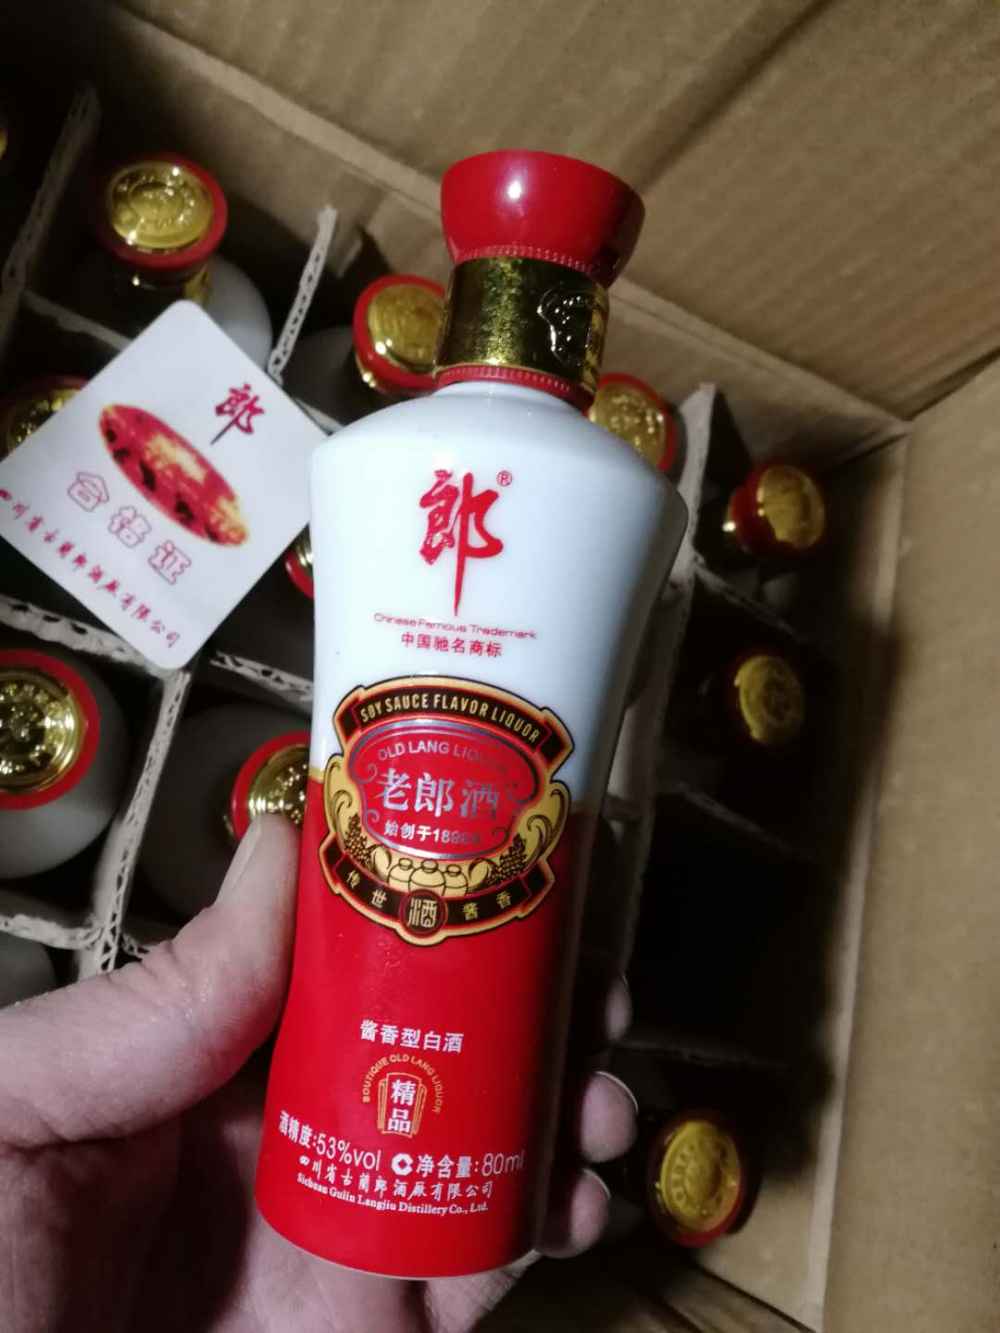 郎
合格证
四川省古蔺郎酒厂有限公司
郎®
Chinese Famous Trademark
中国驰名商标
SOY SAUCE FLAVOR LIQUOR
OLD LANG
老郎酒
始创于
传世 酒 酱香
酱香型白酒
BOUTIQUE OLD LANG LIQUOR
精
品
酒精度:53%vol 净含量:80ml
四川省古蔺郎酒厂有限公司
Sichuan Gulin Langjiu Distillery Co., Ltd.